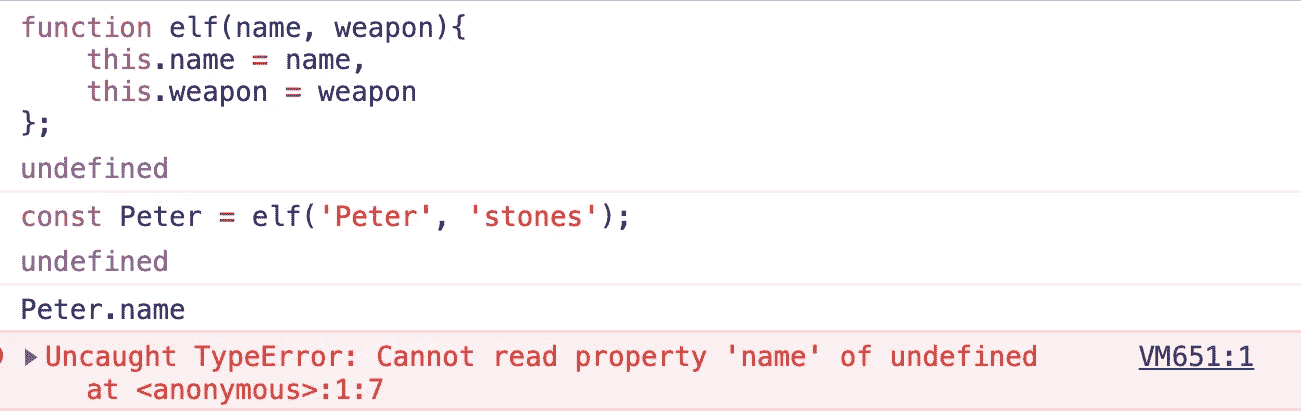 function elf(name, weapon){
    this.name = name,
    this.weapon = weapon
};
undefined
const Peter = elf('Peter', 'stones');
undefined
Peter.name
Uncaught TypeError: Cannot read property 'name' of undefined VM651:1
    at <anonymous>:1:7